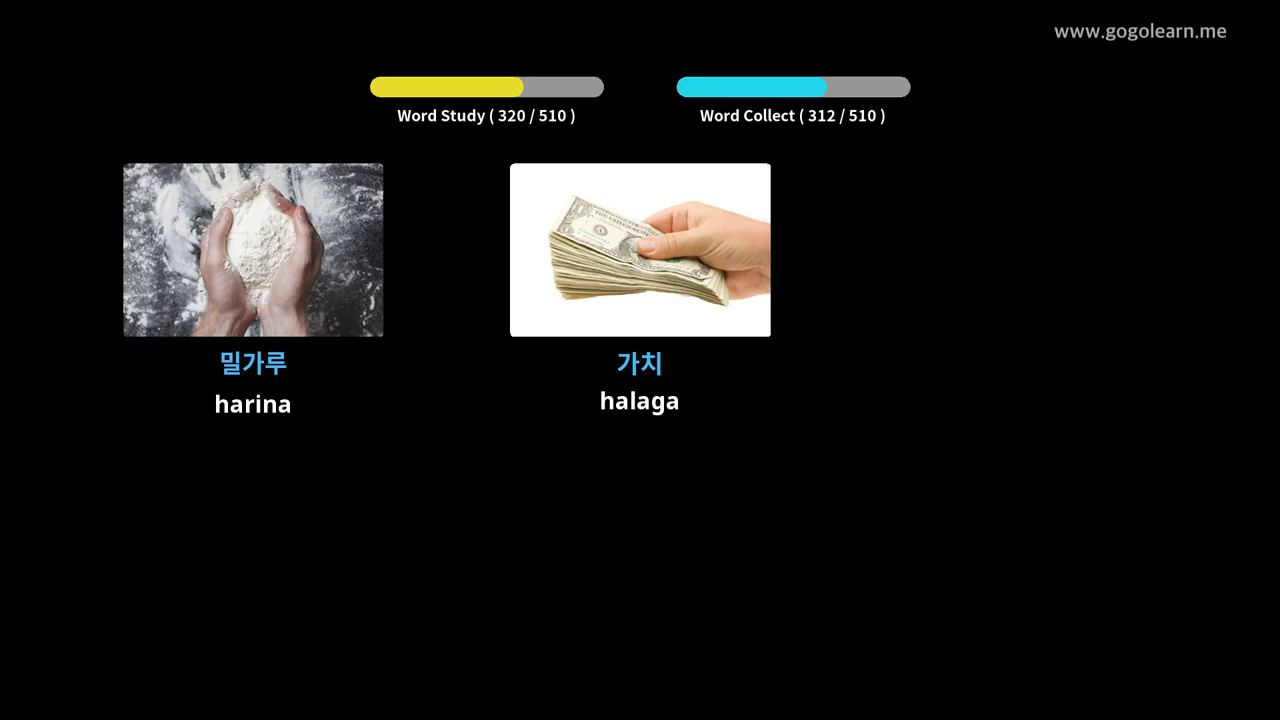 www.gogolearn.me
Word Study ( 320 / 510 )
Word Collect ( 312 / 510 )
밀가루
harina
가치
halaga